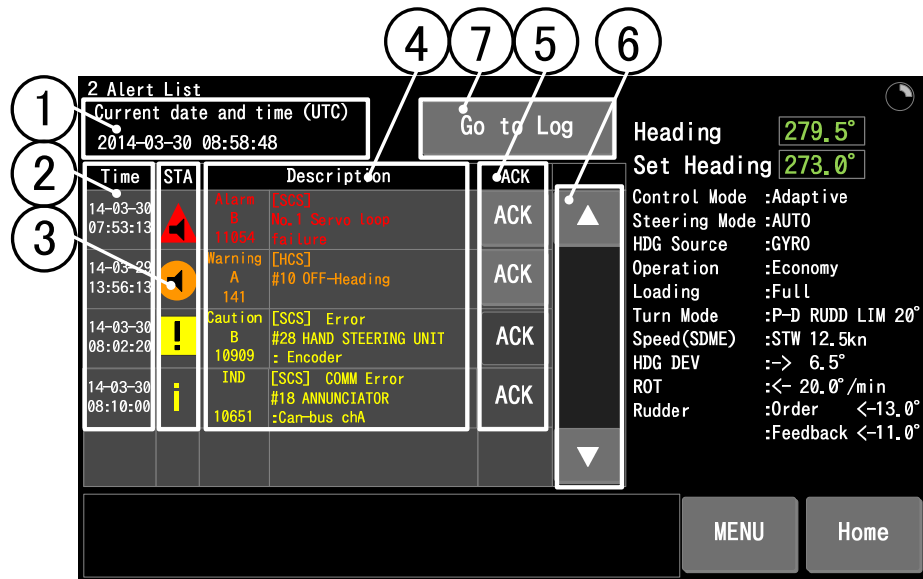 4 7 5 6
1
2
3
2 Alert List
Current date and time (UTC)
2014-03-30 08:58:48
Go to Log
Time STA Description ACK
14-03-30
07:53:13
Alarm
B
11054
[SCS]
No.1 Servo loop
failure
ACK
14-03-29
13:56:13
Warning
A
141
[HCS]
#10 OFF-Heading
ACK
14-03-30
08:02:20
!
Caution
B
10909
[SCS] Error
#28 HAND STEERING UNIT
: Encoder
ACK
14-03-30
08:10:00
i
IND
10651
[SCS] COMM Error
#18 ANNUNCIATOR
:Can-bus chA
ACK
Heading 279.5°
Set Heading 273.0°
Control Mode :Adaptive
Steering Mode :AUTO
HDG Source :GYRO
Operation :Economy
Loading :Full
Turn Mode :P-D RUDD LIM 20°
Speed(SDME) :STW 12.5kn
HDG DEV :-> 6.5°
ROT :<- 20.0°/min
Rudder :Order <-13.0°
:Feedback <-11.0°
MENU Home